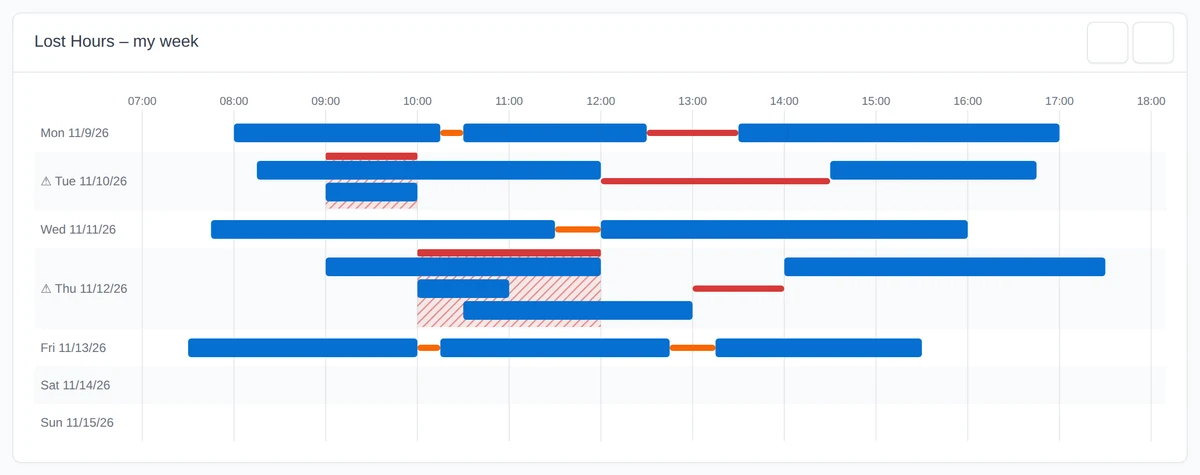 Lost Hours – my week
07:00 08:00 09:00 10:00 11:00 12:00 13:00 14:00 15:00 16:00 17:00 18:00
Mon 11/9/26
⚠ Tue 11/10/26
Wed 11/11/26
⚠ Thu 11/12/26
Fri 11/13/26
Sat 11/14/26
Sun 11/15/26